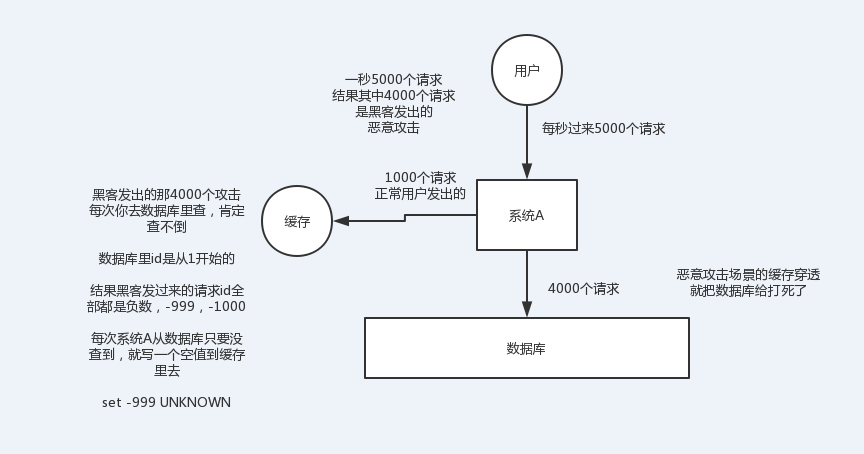 用户
一秒5000个请求
结果其中4000个请求
是黑客发出的
恶意攻击
每秒过来5000个请求
1000个请求
正常用户发出的
缓存
系统A
黑客发出的那4000个攻击
每次你去数据库里查，肯定
查不倒
数据库里id是从1开始的
结果黑客发过来的请求id全
部都是负数，-999，-1000
每次系统A从数据库只要没
查到，就写一个空值到缓存
里去
set -999 UNKNOWN
4000个请求
恶意攻击场景的缓存穿透
就把数据库给打死了
数据库